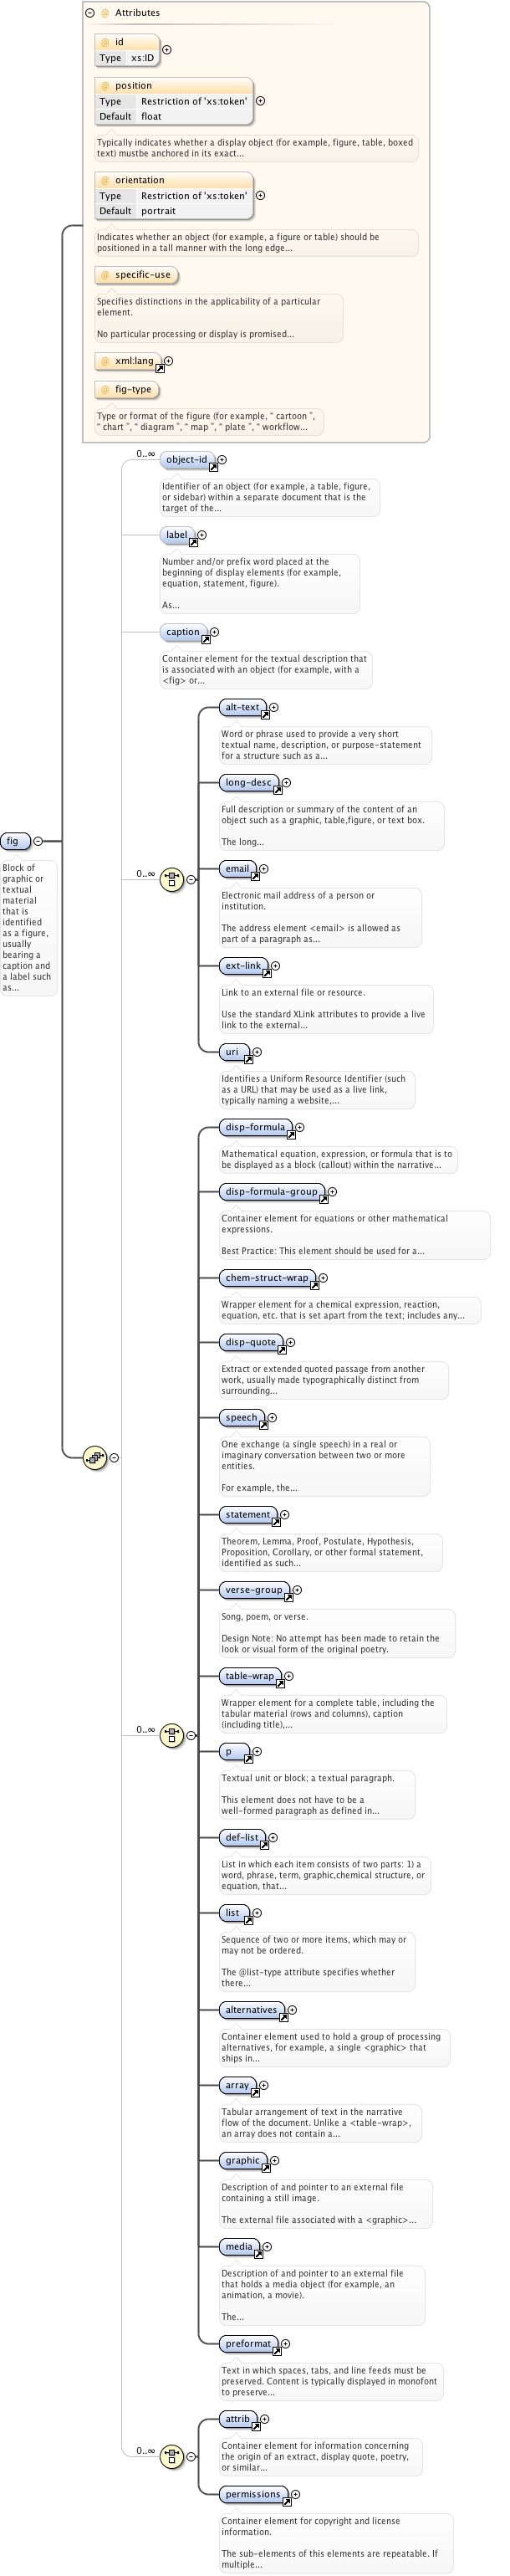 @ Attributes
@ id
Type xs:ID
@ position
Type Restriction of 'xs:token'
Default float
Typically indicates whether a display object (for example, figure, table, boxed
text) mustbe anchored in its exact...
@ orientation
Type Restriction of 'xs:token'
Default portrait
Indicates whether an object (for example, a figure or table) should be
positioned in a tall manner with the long edge...
@ specific-use
Specifies distinctions in the applicability of a particular
element.
No particular processing or display is promised...
@ xml:lang
@ fig-type
Type or format of the figure (for example, “ cartoon ”,
“ chart ”, “ diagram ”, “ map ”, “ plate ”, “ workflow...
0..∞
object-id
Identifier of an object (for example, a table, figure,
or sidebar) within a separate document that is the
target of the...
label
Number and/or prefix word placed at the
beginning of display elements (for example,
equation, statement, figure).
As...
caption
Container element for the textual description that
is associated with an object (for example, with a
<fig> or...
alt-text
Word or phrase used to provide a very short
textual name, description, or purpose-statement
for a structure such as a...
long-desc
Full description or summary of the content of an
object such as a graphic, table,figure, or text box.
The long...
fig
Block of
graphic or
textual
material
that is
identified
as a figure,
usually
bearing a
caption and
a label such
as...
0..∞
email
Electronic mail address of a person or
institution.
The address element <email> is allowed as
part of a paragraph as...
ext-link
Link to an external file or resource.
Use the standard XLink attributes to provide a live
link to the external...
uri
Identifies a Uniform Resource Identifier (such
as a URL) that may be used as a live link,
typically naming a website,...
disp-formula
Mathematical equation, expression, or formula that is to
be displayed as a block (callout) within the narrative...
disp-formula-group
Container element for equations or other mathematical
expressions.
Best Practice: This element should be used for a...
chem-struct-wrap
Wrapper element for a chemical expression, reaction,
equation, etc. that is set apart from the text; includes any...
disp-quote
Extract or extended quoted passage from another
work, usually made typographically distinct from
surrounding...
speech
One exchange (a single speech) in a real or
imaginary conversation between two or more
entities.
For example, the...
statement
Theorem, Lemma, Proof, Postulate, Hypothesis,
Proposition, Corollary, or other formal statement,
identified as such...
verse-group
Song, poem, or verse.
Design Note: No attempt has been made to retain the
look or visual form of the original poetry.
table-wrap
Wrapper element for a complete table, including the
tabular material (rows and columns), caption
(including title),...
0..∞
p
Textual unit or block; a textual paragraph.
This element does not have to be a
well-formed paragraph as defined in...
def-list
List in which each item consists of two parts: 1) a
word, phrase, term, graphic,chemical structure, or
equation, that...
list
Sequence of two or more items, which may or
may not be ordered.
The @list-type attribute specifies whether
there...
alternatives
Container element used to hold a group of processing
alternatives, for example, a single <graphic> that
ships in...
array
Tabular arrangement of text in the narrative
flow of the document. Unlike a <table-wrap>,
an array does not contain a...
graphic
Description of and pointer to an external file
containing a still image.
The external file associated with a <graphic>...
media
Description of and pointer to an external file
that holds a media object (for example, an
animation, a movie).
The...
preformat
Text in which spaces, tabs, and line feeds must be
preserved. Content is typically displayed in monofont
to preserve...
attrib
Container element for information concerning
the origin of an extract, display quote, poetry,
or similar...
0..∞
permissions
Container element for copyright and license
information.
The sub-elements of this elements are repeatable. If
multiple...